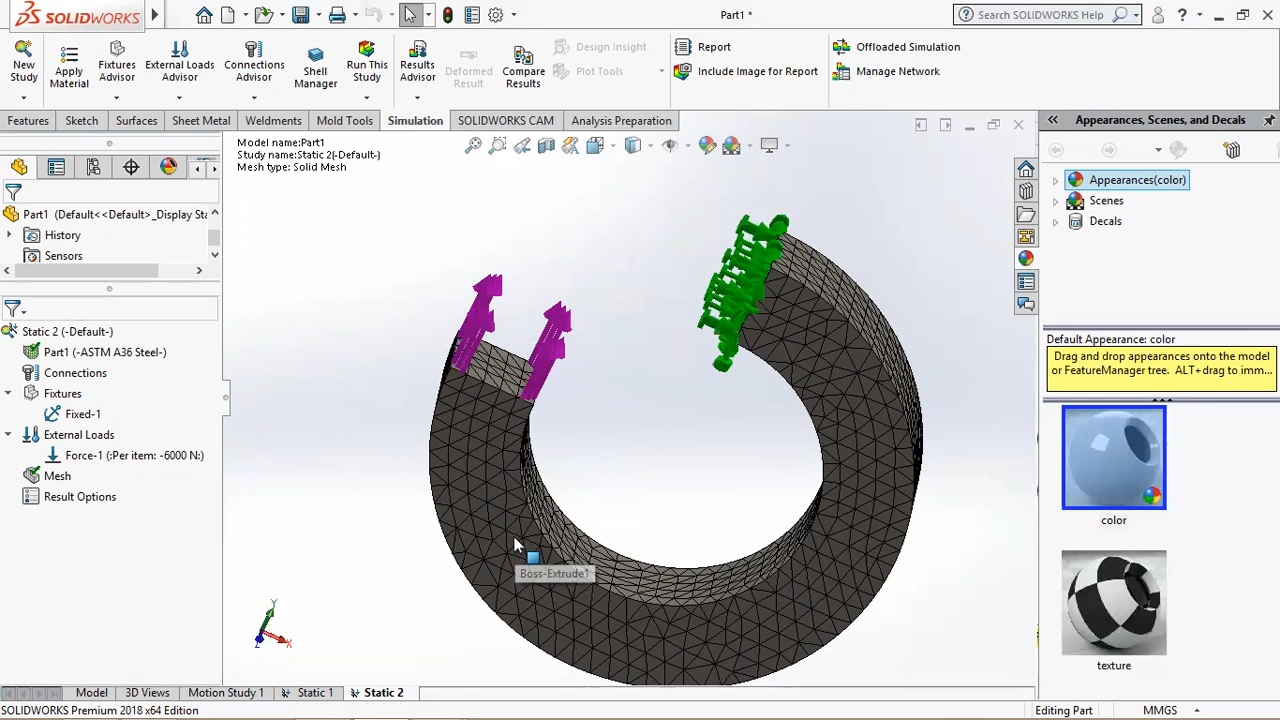 SOLIDWORKS
Part1 *
Search SOLIDWORKS Help
New Study
Apply Material
Fixtures Advisor
External Loads Advisor
Connections Advisor
Shell Manager
Run This Study
Results Advisor
Deformed Result
Compare Results
Design Insight
Plot Tools
Report
Include Image for Report
Offloaded Simulation
Manage Network
Features
Sketch
Surfaces
Sheet Metal
Weldments
Mold Tools
Simulation
SOLIDWORKS CAM
Analysis Preparation
Part1 (Default<<Default>_Display Sta
History
Sensors
Static 2 (-Default-)
Part1 (-ASTM A36 Steel-)
Connections
Fixtures
Fixed-1
External Loads
Force-1 (:Per item: -6000 N:)
Mesh
Result Options
Model name:Part1
Study name:Static 2(-Default-)
Mesh type: Solid Mesh
Boss-Extrude1
Y
X
Z
Appearances, Scenes, and Decals
Appearances(color)
Scenes
Decals
Default Appearance: color
Drag and drop appearances onto the model
or FeatureManager tree. ALT+drag to imm...
color
texture
Model
3D Views
Motion Study 1
Static 1
Static 2
SOLIDWORKS Premium 2018 x64 Edition
Editing Part
MMGS